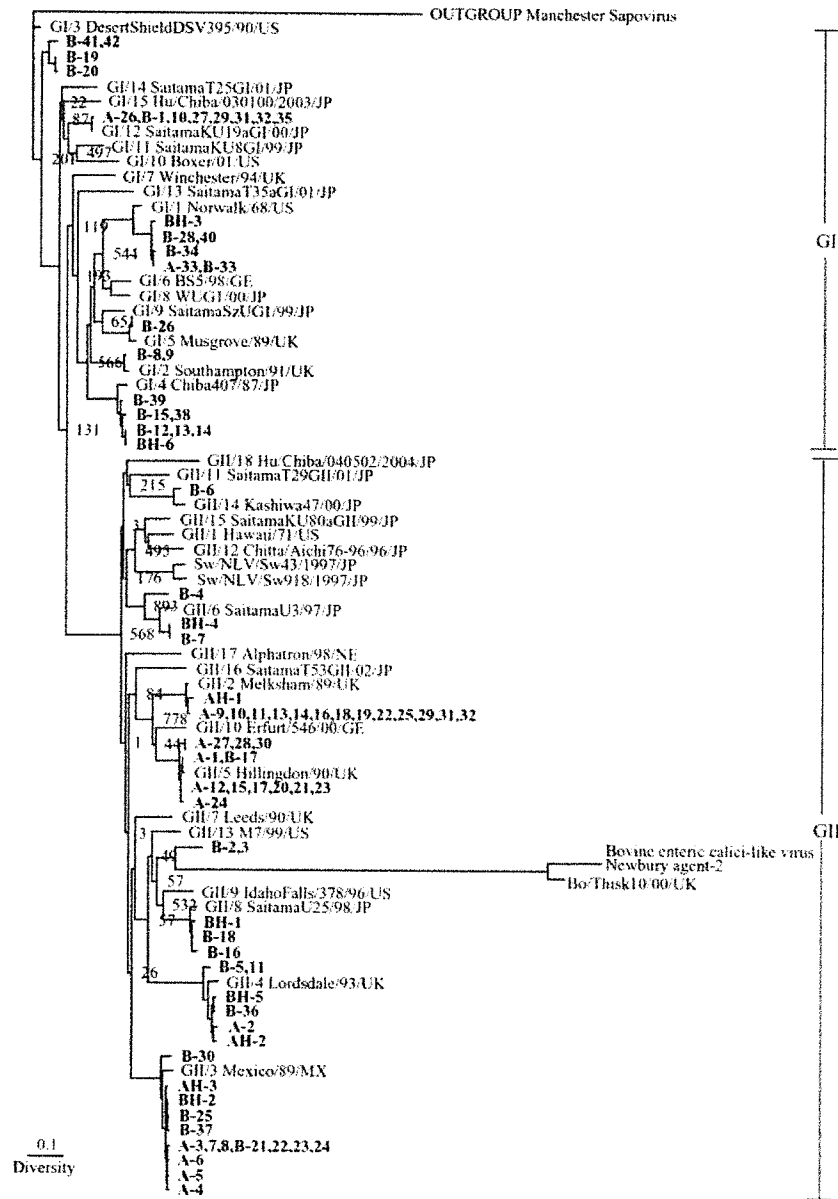 OUTGROUP Manchester Sapovirus
GI/3 DesertShieldDSV395/90/US
B-41,42
B-19
B-20
GI/14 SaitamaT25GI/01/JP
22
GI/15 Hu/Chiba/030100/2003/JP
87
A-26,B-1,10,27,29,31,32,35
GI/12 SaitamaKU19aGI/00/JP
497
GI/11 SaitamaKU8GI/99/JP
201
GI/10 Boxer/01/US
GI/7 Winchester/94/UK
GI/13 SaitamaT35aGI/01/JP
GI/1 Norwalk/68/US
119
BH-3
B-28,40
GI
544
B-34
A-33,B-33
193
GI/6 BS5/98/GE
GI/8 WUG1/00/JP
GI/9 SaitamaSzUG1/99/JP
651
B-26
GI/5 Musgrove/89/UK
B-8,9
566
GI/2 Southampton/91/UK
GI/4 Chiba407/87/JP
B-39
B-15,38
131
B-12,13,14
BH-6
GII/18 Hu/Chiba/040502/2004/JP
GII/11 SaitamaT29GII/01/JP
215
B-6
GII/14 Kashiwa47/00/JP
GII/15 SaitamaKU80aGII/99/JP
3
GII/1 Hawaii/71/US
495
GII/12 Chitta/Aichi76-96/96/JP
Sw/NLV/Sw43/1997/JP
176
Sw/NLV/Sw918/1997/JP
B-4
893
GII/6 SaitamaU3/97/JP
BH-4
568
B-7
GII/17 Alphatron/98/NE
GII/16 SaitamaT53GII/02/JP
GII/2 Melksham/89/UK
84
AH-1
A-9,10,11,13,14,16,18,19,22,25,29,31,32
778
GII/10 Erfurt/546/00/GE
1
441
A-27,28,30
A-1,B-17
GII/5 Hillingdon/90/UK
A-12,15,17,20,21,23
A-24
GII/7 Leeds/90/UK
3
GII/13 M7/99/US
GII
B-2,3
49
Bovine enteric calici-like virus
Newbury agent-2
57
Bo/Thisk10/00/UK
GII/9 IdahoFalls/378/96/US
532
GII/8 SaitamaU25/98/JP
37
BH-1
B-18
B-16
26
B-5,11
GII/4 Lordsdale/93/UK
BH-5
B-36
A-2
AH-2
B-30
GII/3 Mexico/89/MX
AH-3
BH-2
B-25
B-37
0.1
A-3,7,8,B-21,22,23,24
Diversity
A-6
A-5
A-4